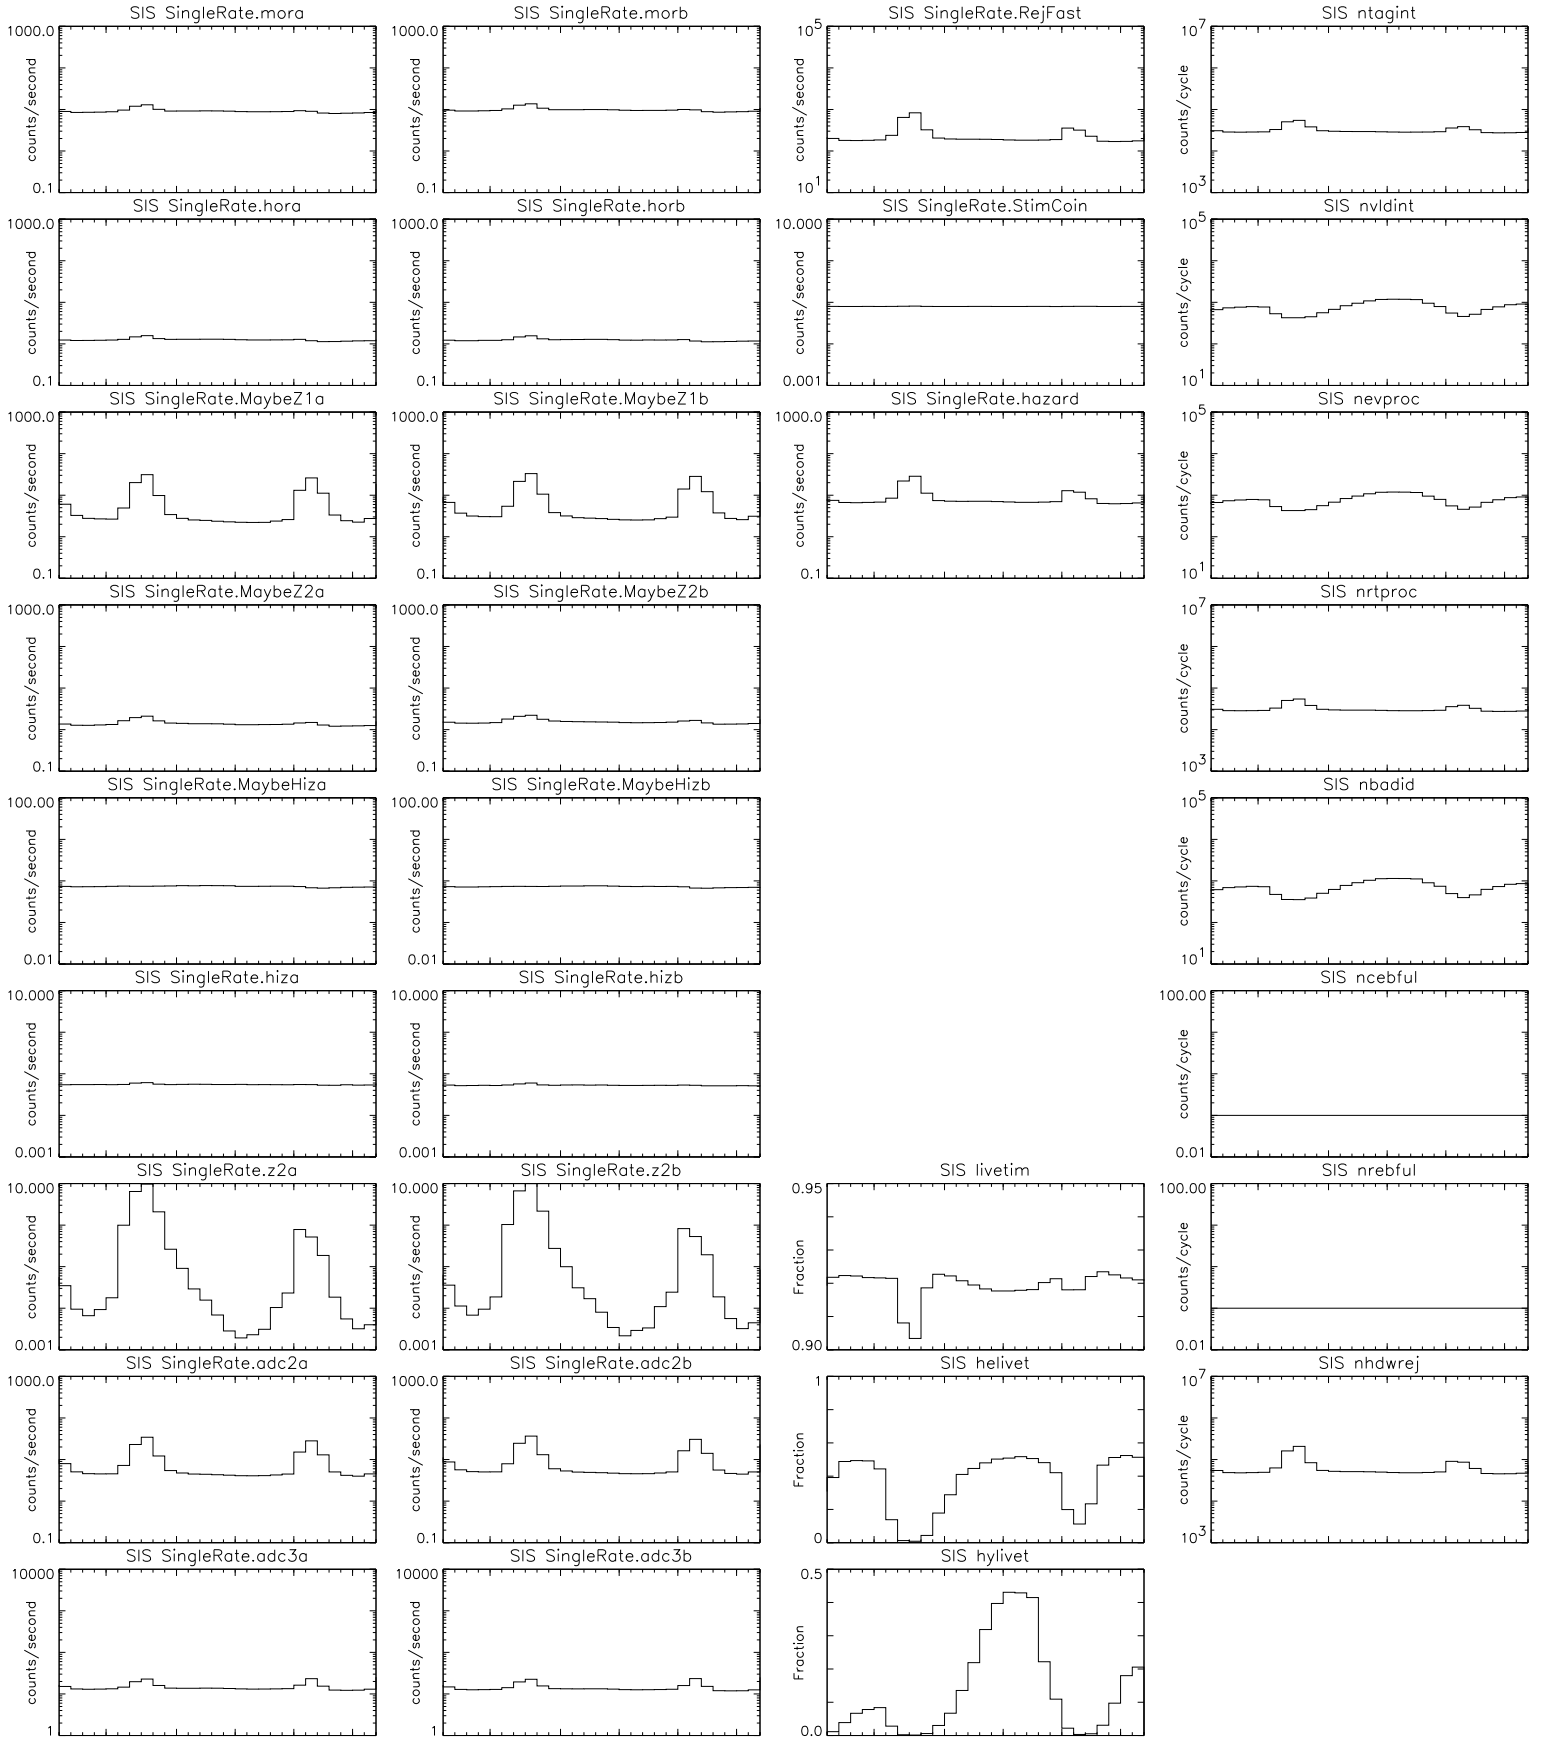 SIS SingleRate.mora
1000.0
counts/second
0.1
SIS SingleRate.morb
1000.0
counts/second
0.1
SIS SingleRate.RejFast
10^5
counts/second
10^1
SIS ntagint
10^7
counts/cycle
10^3
SIS SingleRate.hora
1000.0
counts/second
0.1
SIS SingleRate.horb
1000.0
counts/second
0.1
SIS SingleRate.StimCoin
10.000
counts/second
0.001
SIS nvldint
10^5
counts/cycle
10^1
SIS SingleRate.MaybeZ1a
1000.0
counts/second
0.1
SIS SingleRate.MaybeZ1b
1000.0
counts/second
0.1
SIS SingleRate.hazard
1000.0
counts/second
0.1
SIS nevproc
10^5
counts/cycle
10^1
SIS SingleRate.MaybeZ2a
1000.0
counts/second
0.1
SIS SingleRate.MaybeZ2b
1000.0
counts/second
0.1
SIS nrtproc
10^7
counts/cycle
10^3
SIS SingleRate.MaybeHiza
100.00
counts/second
0.01
SIS SingleRate.MaybeHizb
100.00
counts/second
0.01
SIS nbadid
10^5
counts/cycle
10^1
SIS SingleRate.hiza
10.000
counts/second
0.001
SIS SingleRate.hizb
10.000
counts/second
0.001
SIS ncebful
100.00
counts/cycle
0.01
SIS SingleRate.z2a
10.000
counts/second
0.001
SIS SingleRate.z2b
10.000
counts/second
0.001
SIS livetim
0.95
Fraction
0.90
SIS nrebful
100.00
counts/cycle
0.01
SIS SingleRate.adc2a
1000.0
counts/second
0.1
SIS SingleRate.adc2b
1000.0
counts/second
0.1
SIS helivet
1
Fraction
0
SIS nhdwrej
10^7
counts/cycle
10^3
SIS SingleRate.adc3a
10000
counts/second
1
SIS SingleRate.adc3b
10000
counts/second
1
SIS hylivet
0.5
Fraction
0.0